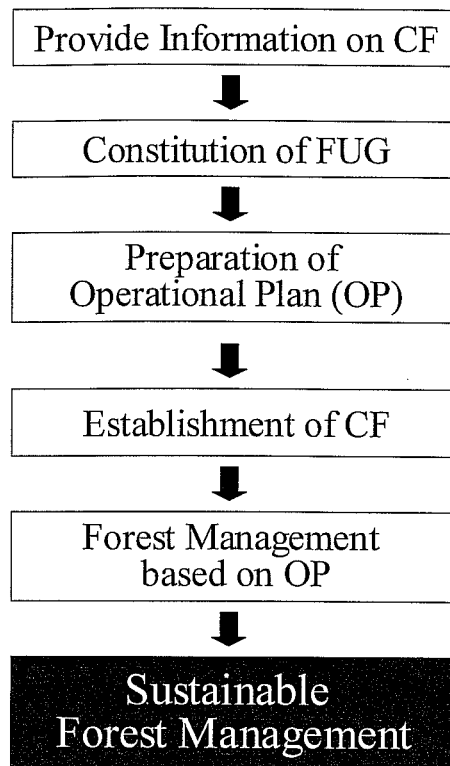 Provide Information on CF
Constitution of FUG
Preparation of
Operational Plan (OP)
Establishment of CF
Forest Management
based on OP
Sustainable
Forest Management